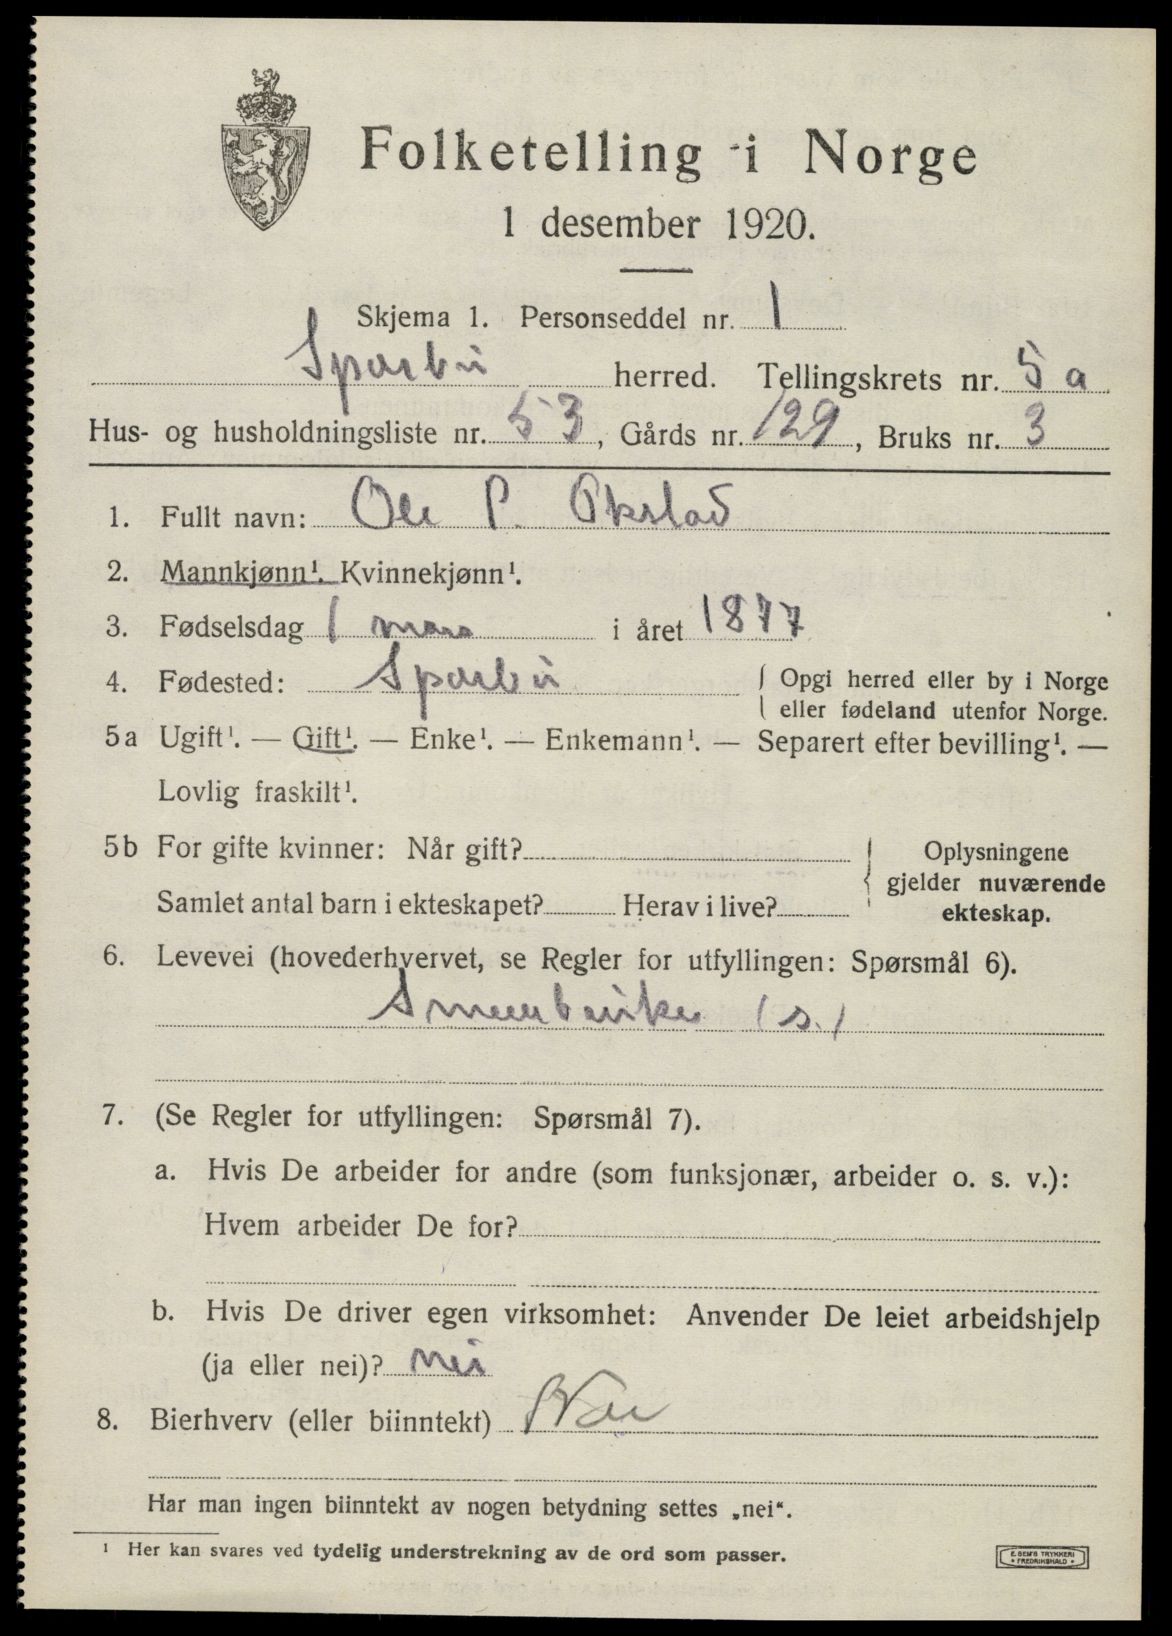 Folketelling i Norge
1 desember 1920.
Skjema 1. Personseddel nr. 1
Sparbu herred. Tellingskrets nr. 5 a
Hus- og husholdningsliste nr. 53, Gårds nr. 129, Bruks nr. 3
1. Fullt navn: Ole P. Okstad
2. Mannkjønn¹. Kvinnekjønn¹.
3. Fødselsdag 1 mars i året 1877
4. Fødested: Sparbu { Opgi herred eller by i Norge
eller fødeland utenfor Norge.
5a Ugift¹. — Gift¹. — Enke¹. — Enkemann¹. — Separert efter bevilling¹. —
Lovlig fraskilt¹.
5b For gifte kvinner: Når gift? { Oplysningene
gjelder nuværende
Samlet antal barn i ekteskapet? Herav i live? ekteskap.
6. Levevei (hovederhvervet, se Regler for utfyllingen: Spørsmål 6).
(s.)
7. (Se Regler for utfyllingen: Spørsmål 7).
a. Hvis De arbeider for andre (som funksjonær, arbeider o. s. v.):
Hvem arbeider De for?
b. Hvis De driver egen virksomhet: Anvender De leiet arbeidshjelp
(ja eller nei)? nei
8. Bierhverv (eller biinntekt) Nei
Har man ingen biinntekt av nogen betydning settes „nei“.
¹ Her kan svares ved tydelig understrekning av de ord som passer.
E. SEM'S TRYKKERI
• FREDRIKSHALD •